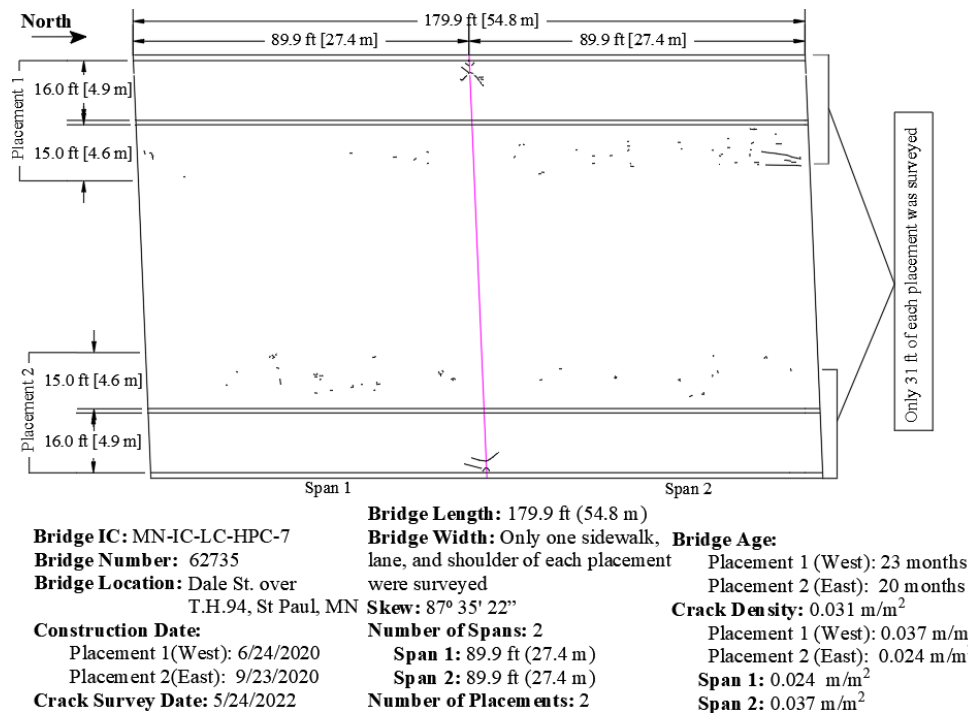 North
179.9 ft [54.8 m]
89.9 ft [27.4 m]
89.9 ft [27.4 m]
Placement 1
16.0 ft [4.9 m]
15.0 ft [4.6 m]
Only 31 ft of each placement was surveyed
Placement 2
15.0 ft [4.6 m]
16.0 ft [4.9 m]
Span 1
Span 2
Bridge IC: MN-IC-LC-HPC-7
Bridge Number: 62735
Bridge Location: Dale St. over
T.H.94, St Paul, MN
Construction Date:
Placement 1(West): 6/24/2020
Placement 2(East): 9/23/2020
Crack Survey Date: 5/24/2022
Bridge Length: 179.9 ft (54.8 m)
Bridge Width: Only one sidewalk,
lane, and shoulder of each placement
were surveyed
Skew: 87º 35' 22”
Number of Spans: 2
Span 1: 89.9 ft (27.4 m)
Span 2: 89.9 ft (27.4 m)
Number of Placements: 2
Bridge Age:
Placement 1 (West): 23 months
Placement 2 (East): 20 months
Crack Density: 0.031 m/m²
Placement 1 (West): 0.037 m/m
Placement 2 (East): 0.024 m/m
Span 1: 0.024 m/m²
Span 2: 0.037 m/m²